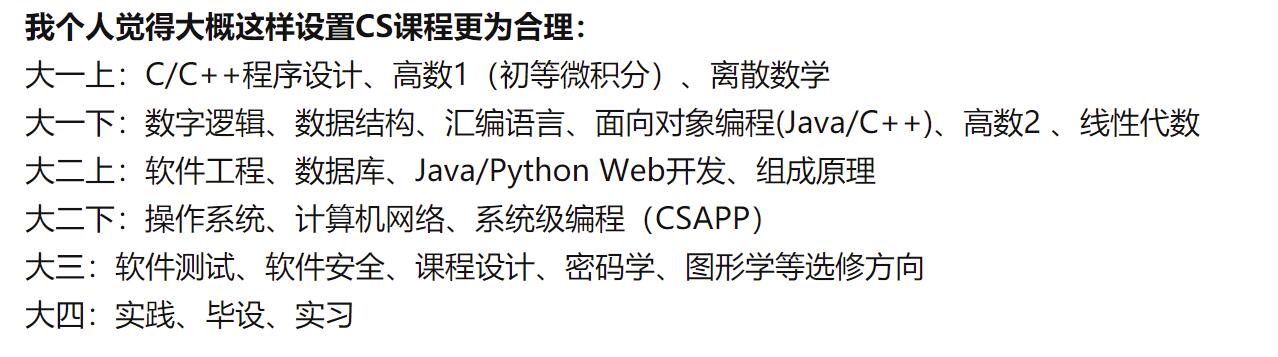 我个人觉得大概这样设置CS课程更为合理：
大一上：C/C++程序设计、高数1（初等微积分）、离散数学
大一下：数字逻辑、数据结构、汇编语言、面向对象编程(Java/C++)、高数2 、线性代数
大二上：软件工程、数据库、Java/Python Web开发、组成原理
大二下：操作系统、计算机网络、系统级编程（CSAPP）
大三：软件测试、软件安全、课程设计、密码学、图形学等选修方向
大四：实践、毕设、实习